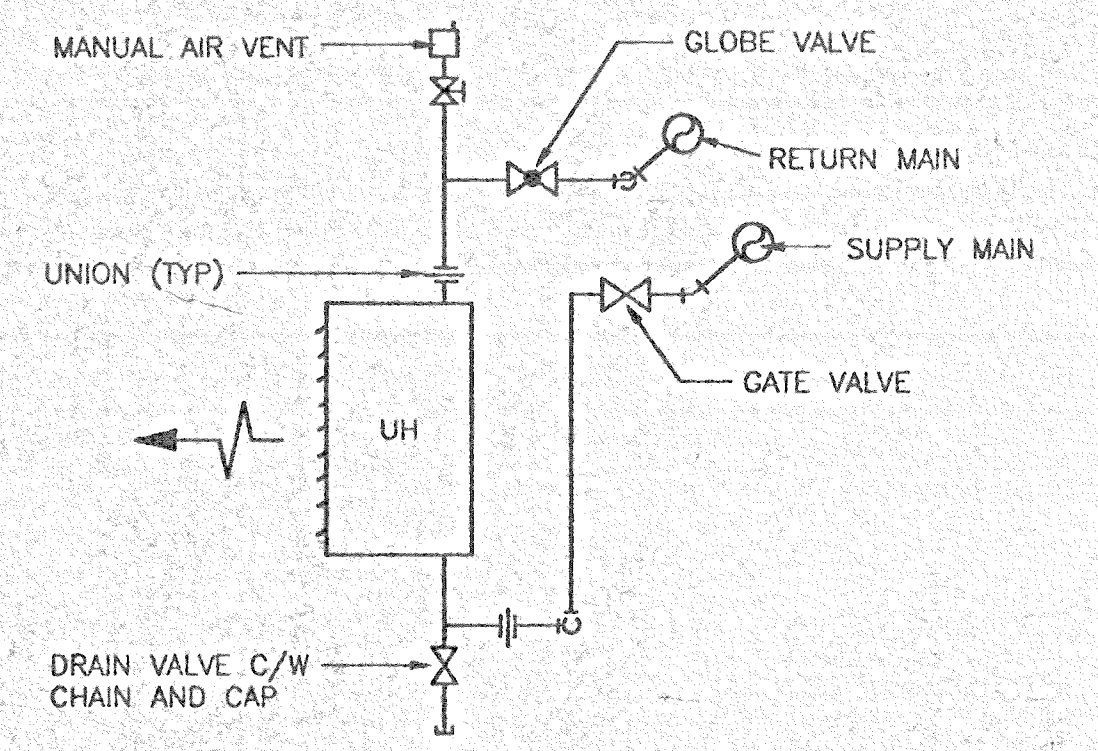 MANUAL AIR VENT
GLOBE VALVE
RETURN MAIN
SUPPLY MAIN
UNION (TYP)
GATE VALVE
UH
DRAIN VALVE C/W
CHAIN AND CAP